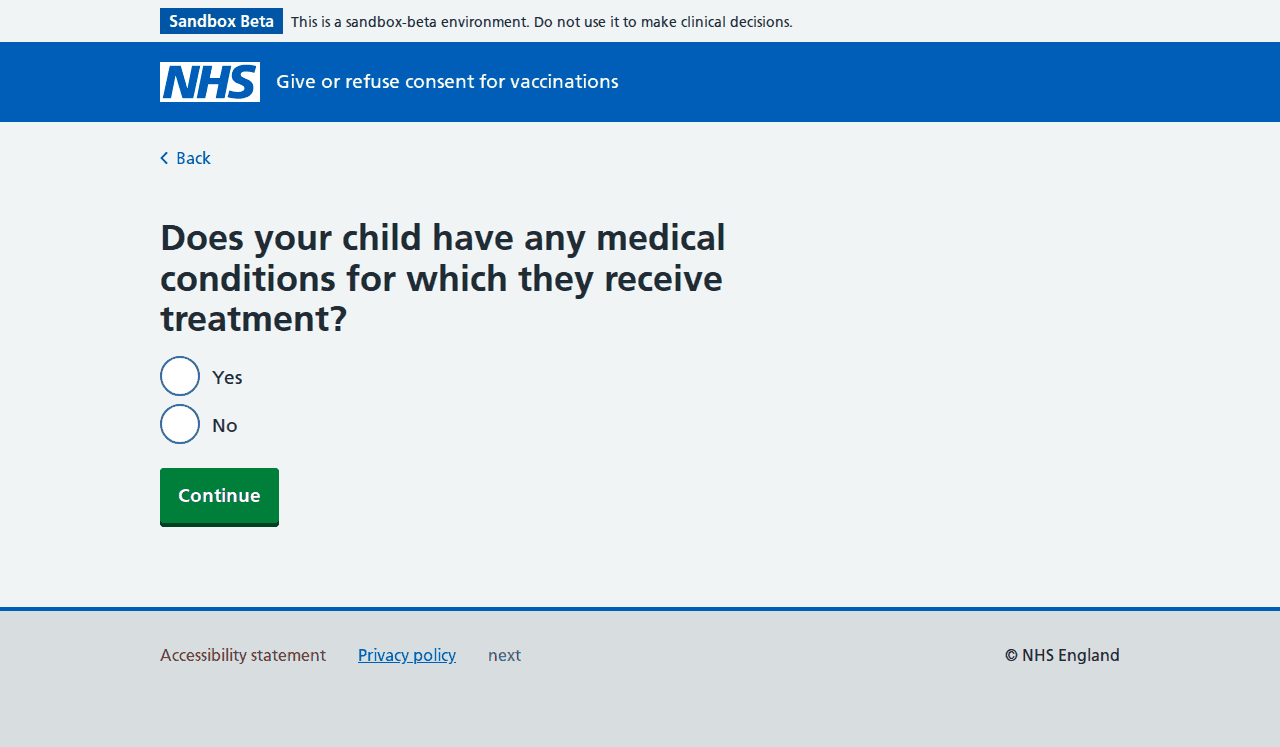 Sandbox Beta This is a sandbox-beta environment. Do not use it to make clinical decisions.
NHS Give or refuse consent for vaccinations
Back
Does your child have any medical
conditions for which they receive
treatment?
Yes
No
Continue
Accessibility statement Privacy policy next © NHS England